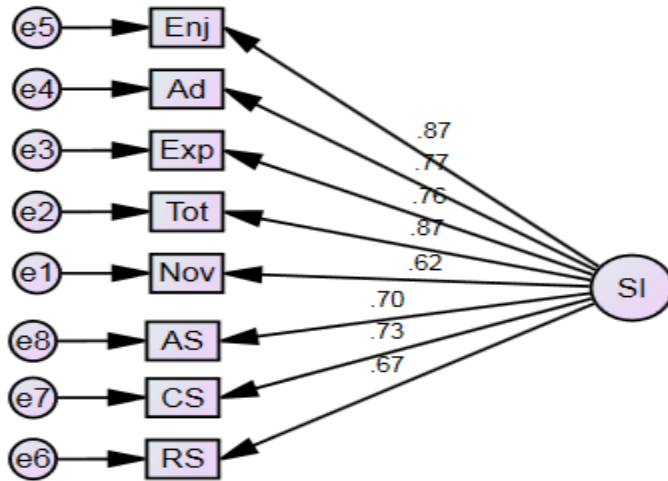 e5 Enj
e4 Ad
.87
.77
e3 Exp
.76
e2 Tot
.87
e1 Nov
.62
SI
.70
e8 AS
.73
.67
e7 CS
e6 RS